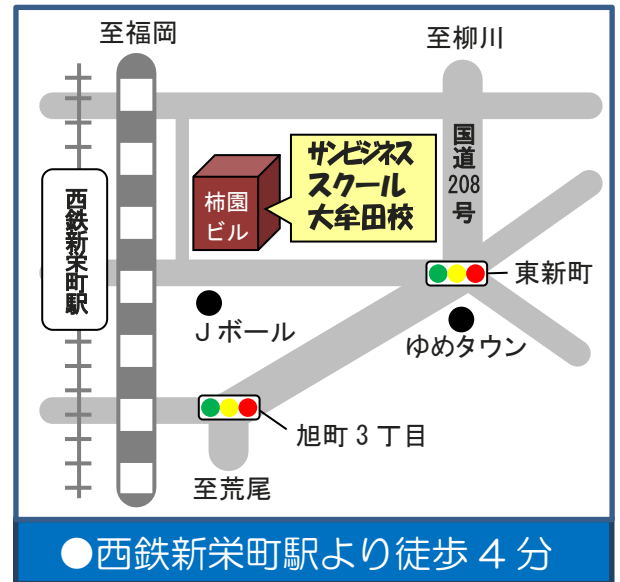 至福岡
至柳川
国道
208
号
サンビジネス
スクール
大牟田校
柿園
ビル
西鉄新栄町駅
東新町
Jボール
ゆめタウン
旭町3丁目
至荒尾
●西鉄新栄町駅より徒歩4分